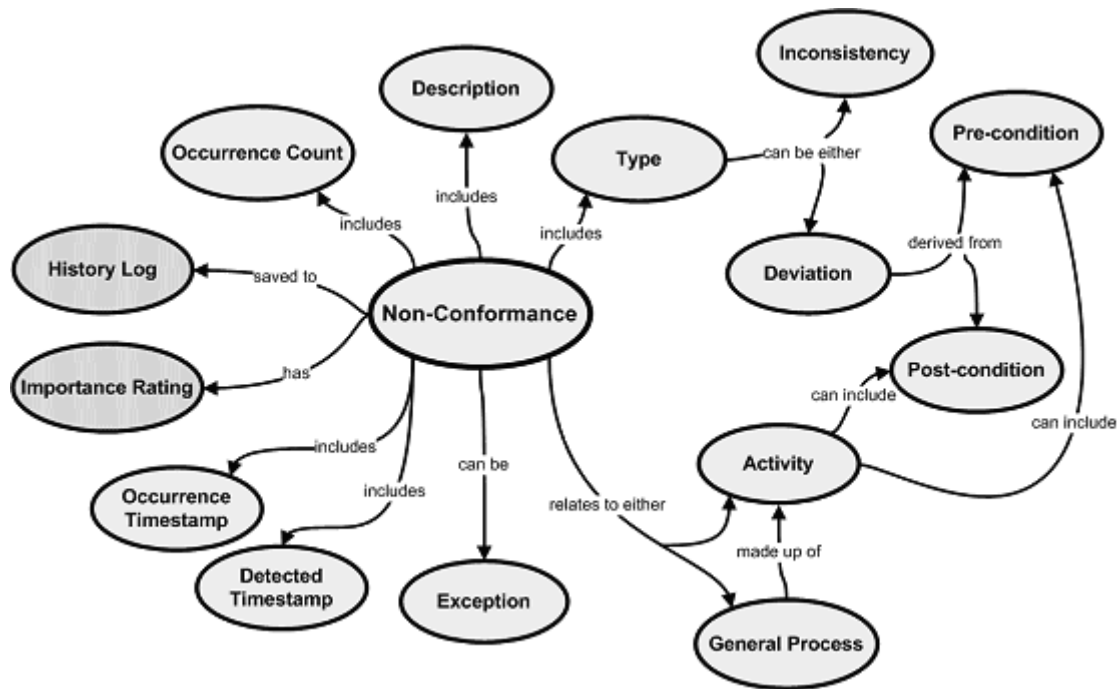 Inconsistency
Description
Pre-condition
Occurrence Count
Type
can be either
includes
includes
includes
derived from
History Log
saved to
Deviation
Non-Conformance
Post-condition
Importance Rating
has
can include
can include
includes
can be
Activity
includes
Occurrence
Timestamp
relates to either
made up of
Detected
Timestamp
Exception
General Process